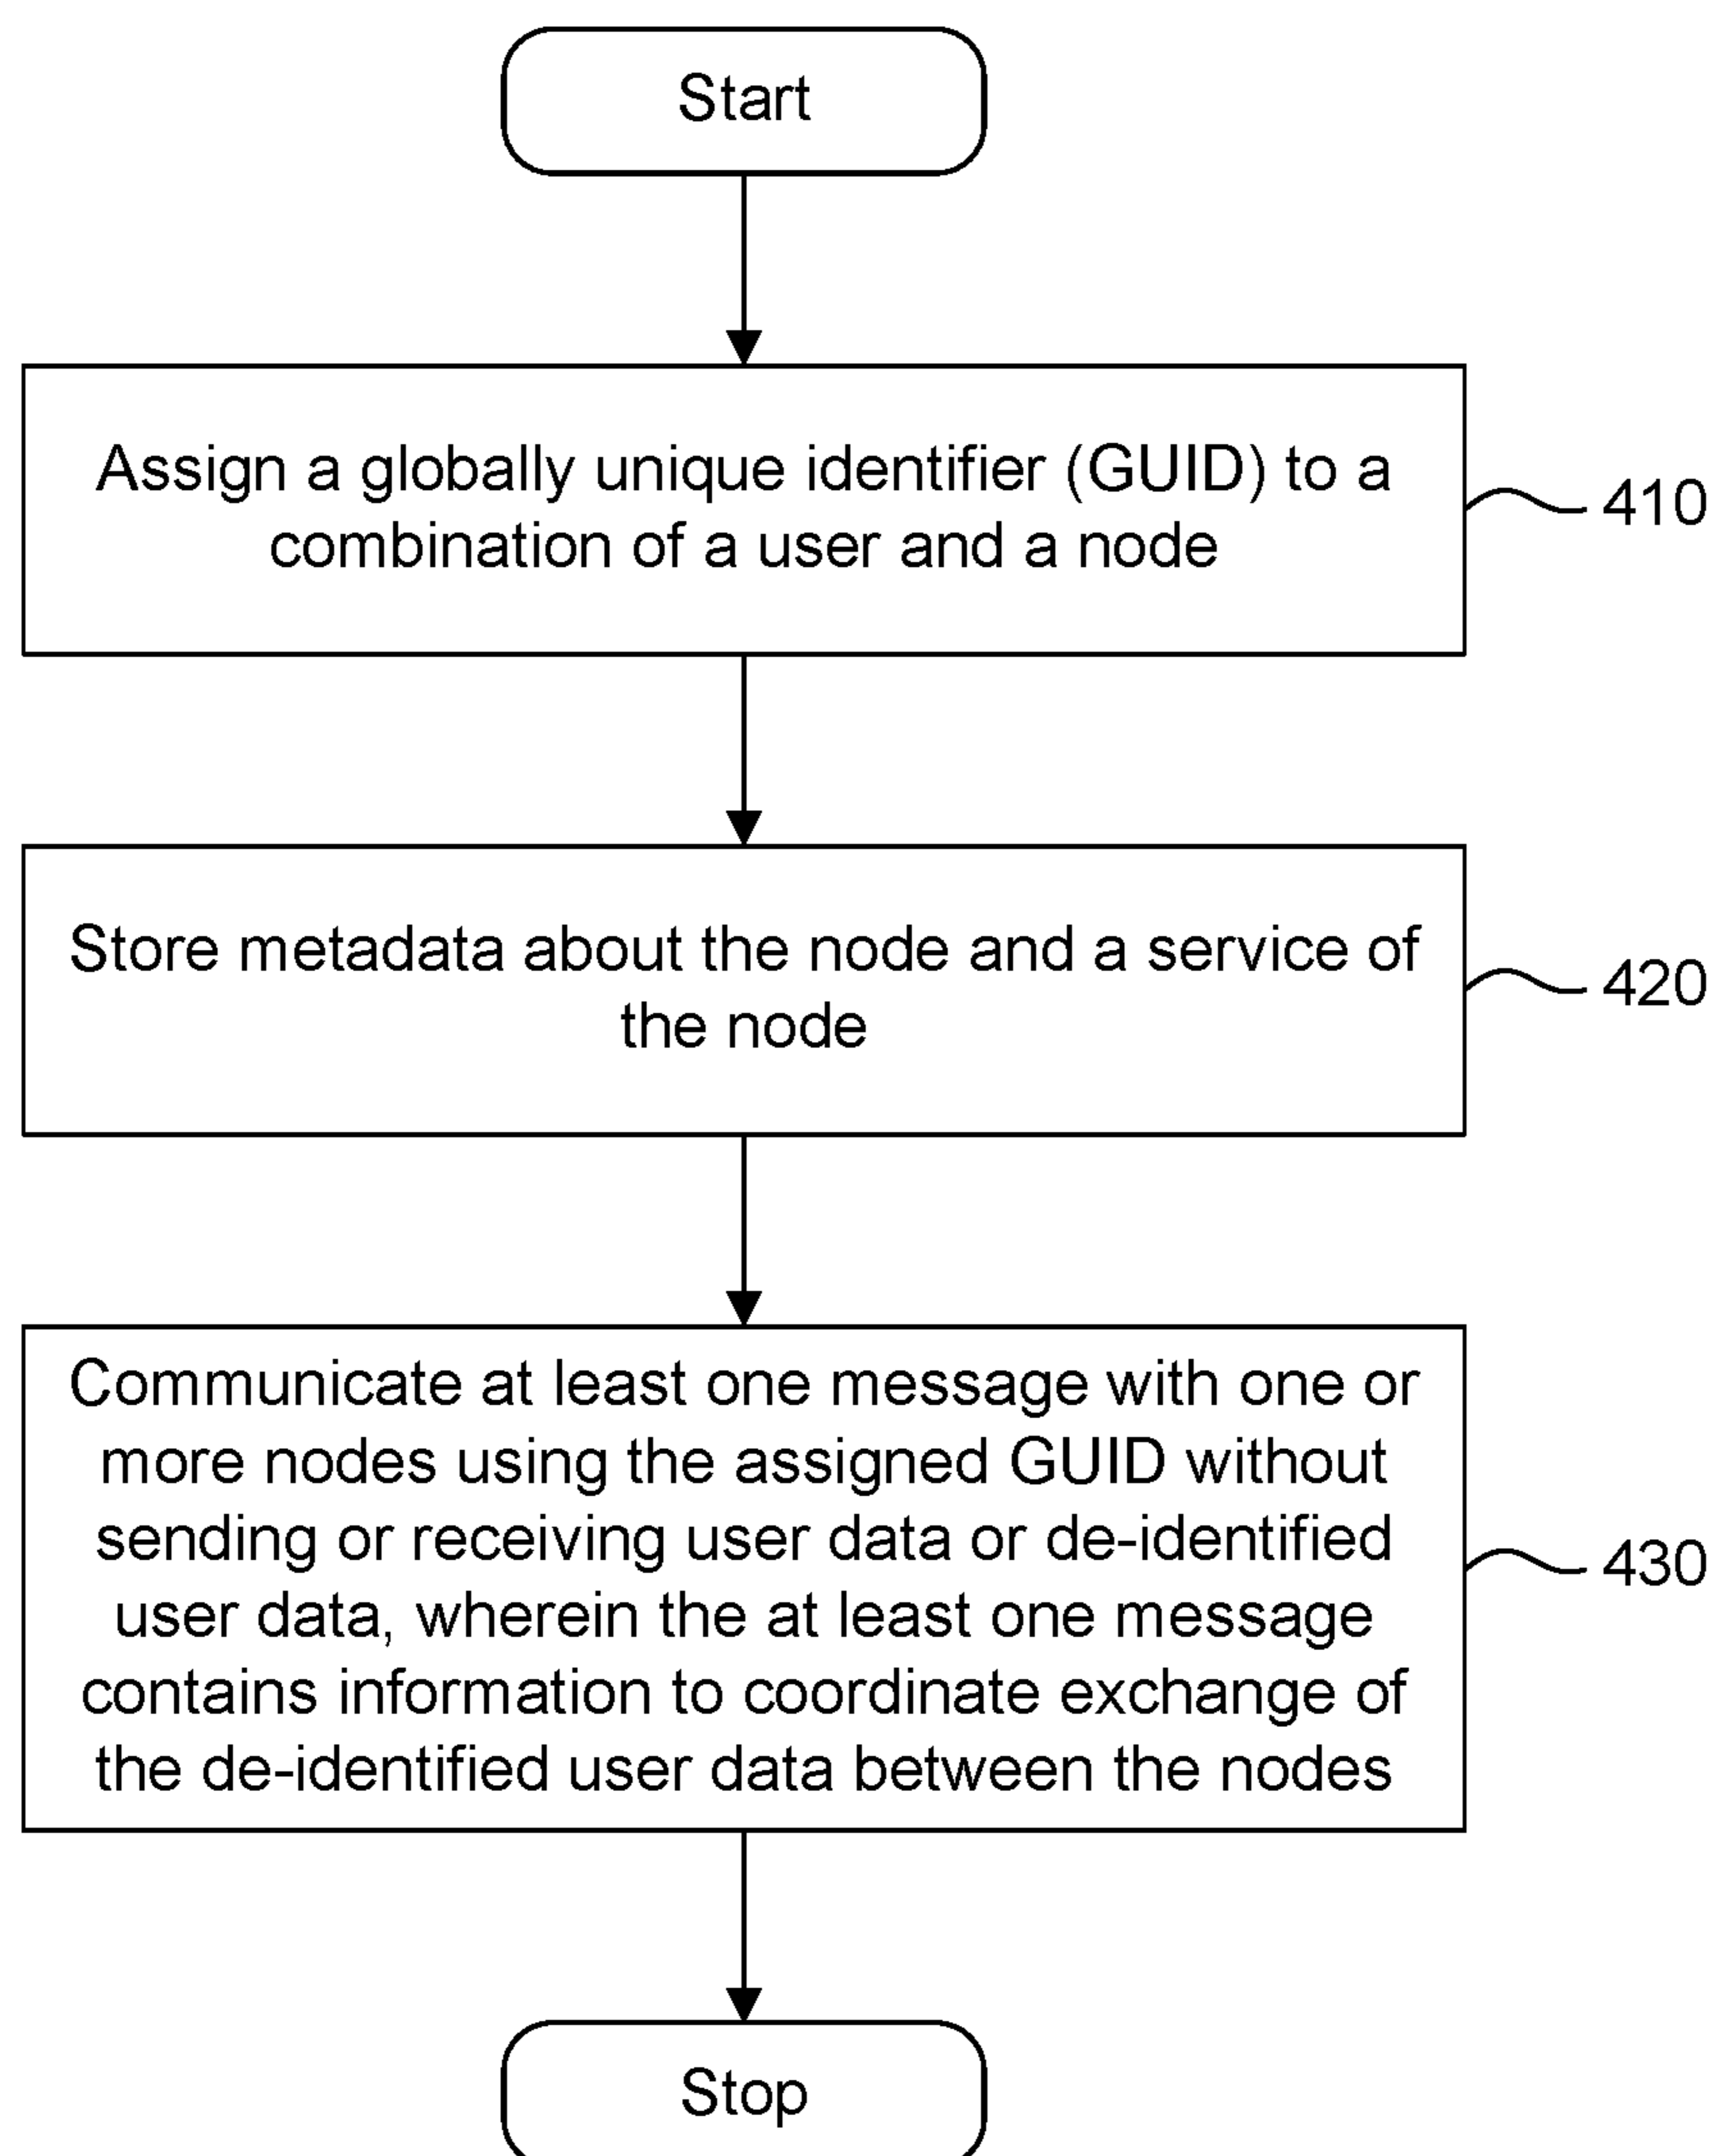 Start
Assign a globally unique identifier (GUID) to a
combination of a user and a node
410
Store metadata about the node and a service of
the node
420
Communicate at least one message with one or
more nodes using the assigned GUID without
sending or receiving user data or de-identified
user data, wherein the at least one message
contains information to coordinate exchange of
the de-identified user data between the nodes
430
Stop